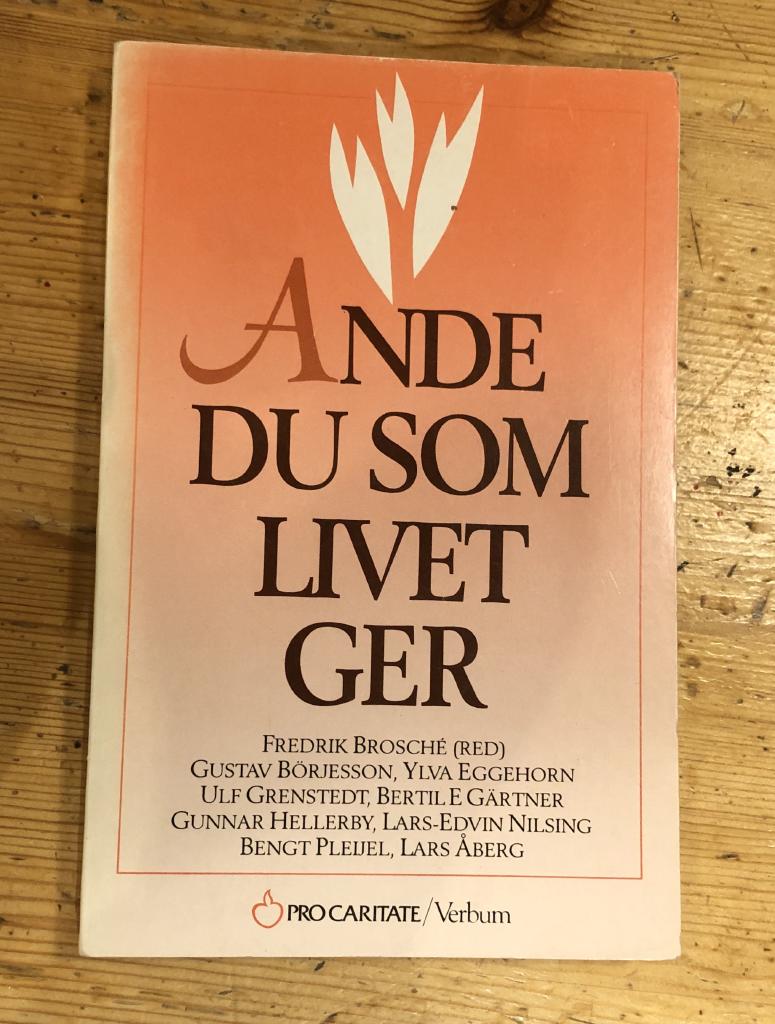 ANDE
DU SOM
LIVET
GER
FREDRIK BROSCHÉ (RED)
GUSTAV BÖRJESSON, YLVA EGGEHORN
ULF GRENSTEDT, BERTIL E GÄRTNER
GUNNAR HELLERBY, LARS-EDVIN NILSING
BENGT PLEIJEL, LARS ÅBERG
PRO CARITATE/Verbum